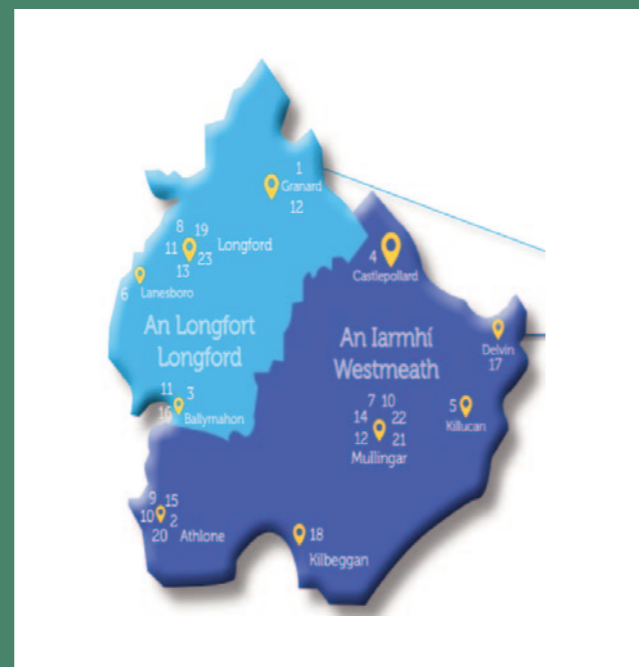 1
Granard
12
8 19
11 Longford
13 23
6 Lanesboro
An Longfort
Longford
11 3
16 Ballymahon
4
Castlepollard
An Iarmhí
Westmeath
Delvin
17
7 10
14 22
12 21
Mullingar
5
Killucan
9 15
10 2
20 Athlone
18
Kilbeggan